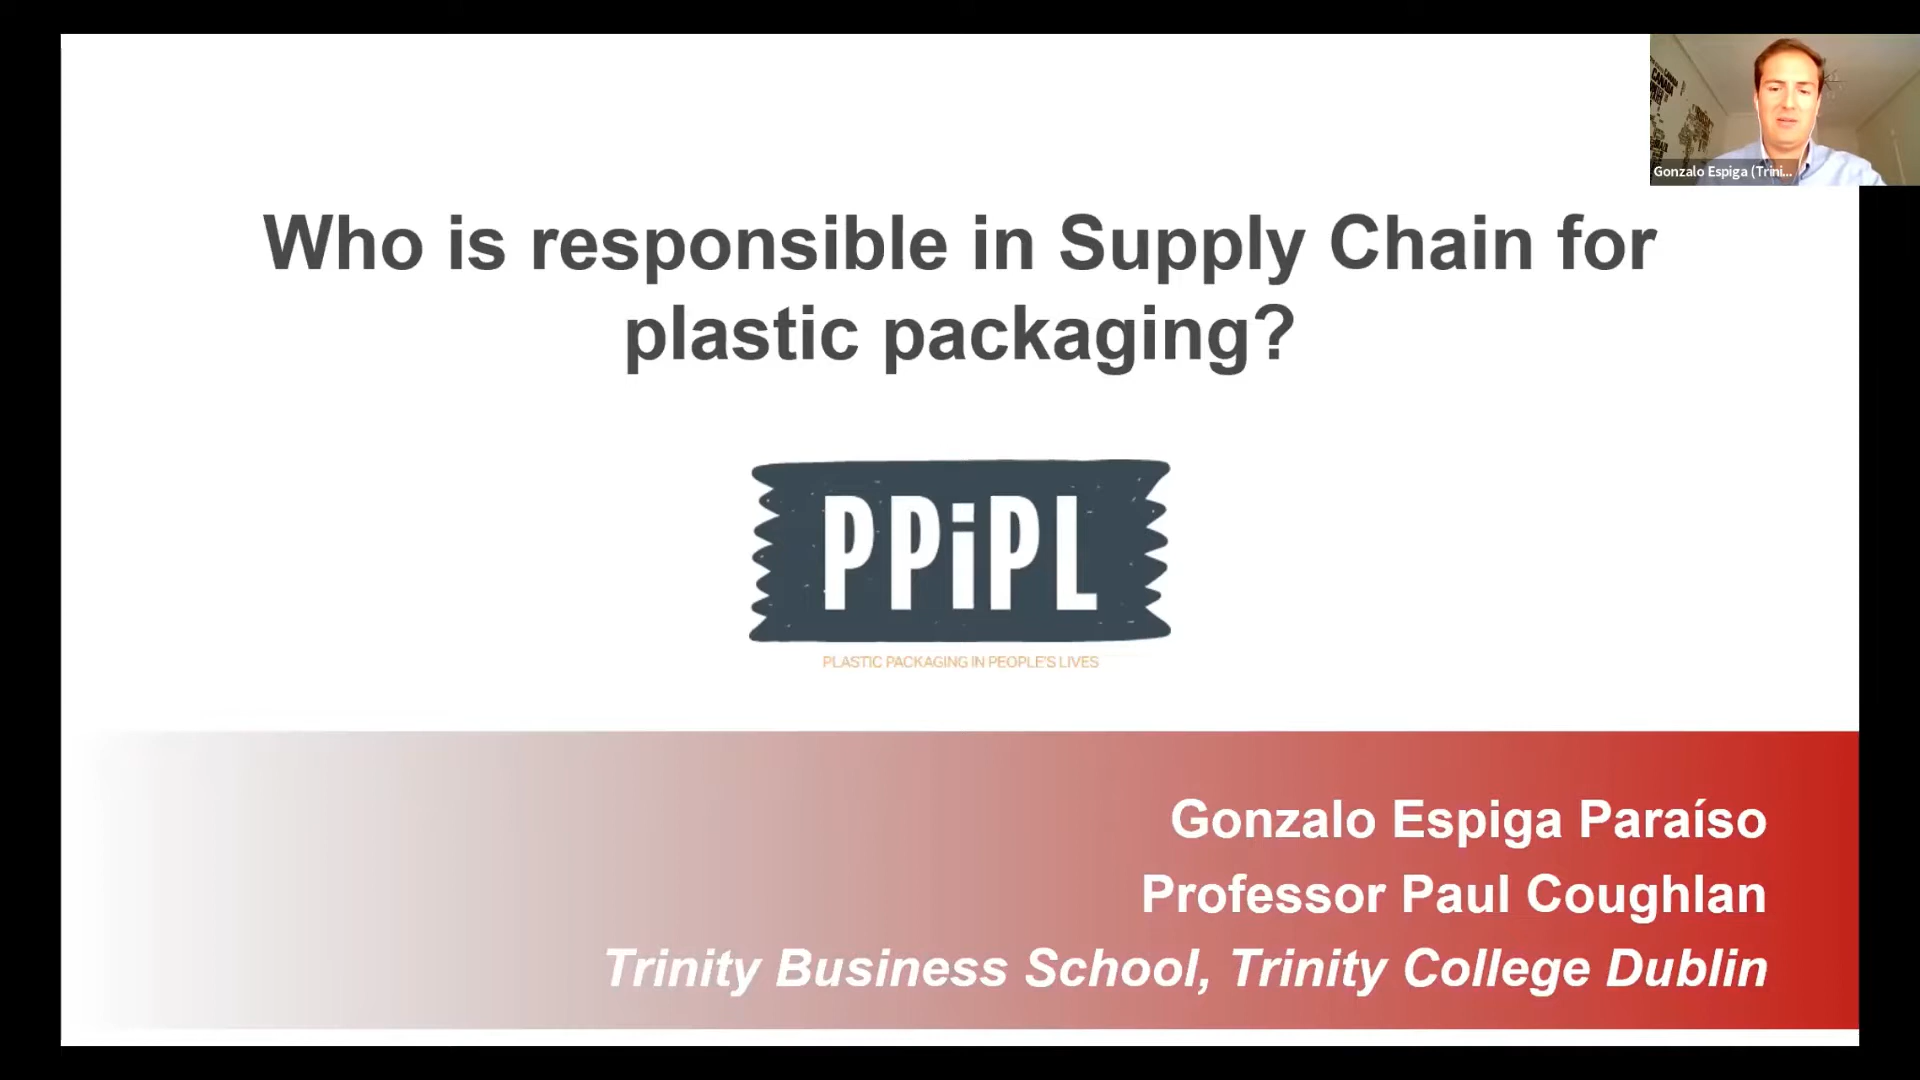 Who is responsible in Supply Chain for
plastic packaging?
PPiPL
PLASTIC PACKAGING IN PEOPLE'S LIVES
Gonzalo Espiga Paraíso
Professor Paul Coughlan
Trinity Business School, Trinity College Dublin
CANADA
Gonzalo Espiga (Trini...